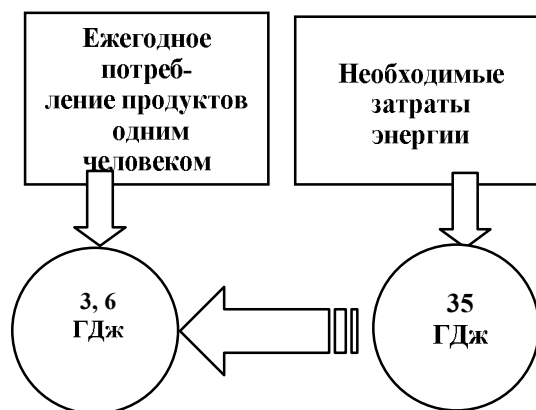 Ежегодное
потреб-
ление продуктов
одним
человеком
Необходимые
затраты
энергии
3, 6
ГДж
35
ГДж